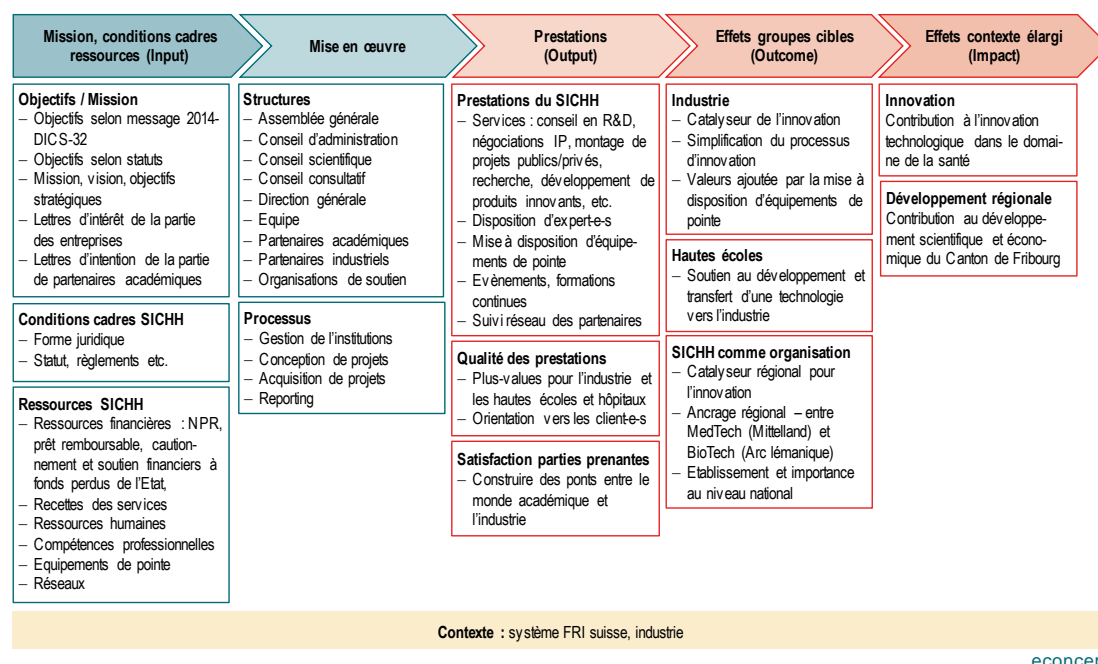 Mission, conditions cadres
ressources (Input)
Mise en œuvre
Prestations
(Output)
Effets groupes cibles
(Outcome)
Effets contexte élargi
(Impact)
Objectifs / Mission
– Objectifs selon message 2014-
DICS-32
– Objectifs selon statuts
– Mission, vision, objectifs
stratégiques
– Lettres d'intérêt de la partie
des entreprises
– Lettres d'intention de la partie
de partenaires académiques
Conditions cadres SICHH
– Forme juridique
– Statut, règlements etc.
Ressources SICHH
– Ressources financières : NPR,
prêt remboursable, caution-
nement et soutien financiers à
fonds perdus de l'Etat,
– Recettes des services
– Ressources humaines
– Compétences professionnelles
– Equipements de pointe
– Réseaux
Structures
– Assemblée générale
– Conseil d'administration
– Conseil scientifique
– Conseil consultatif
– Direction générale
– Equipe
– Partenaires académiques
– Partenaires industriels
– Organisations de soutien
Processus
– Gestion de l'institutions
– Conception de projets
– Acquisition de projets
– Reporting
Prestations du SICHH
– Services : conseil en R&D,
négociations IP, montage de
projets publics/privés,
recherche, développement de
produits innovants, etc.
– Disposition d'expert-e-s
– Mise à disposition d'équipe-
ments de pointe
– Evènements, formations
continues
– Suivi réseau des partenaires
Qualité des prestations
– Plus-values pour l'industrie et
les hautes écoles et hôpitaux
– Orientation vers les client-e-s
Satisfaction parties prenantes
– Construire des ponts entre le
monde académique et
l'industrie
Industrie
– Catalyseur de l'innovation
– Simplification du processus
d'innovation
– Valeurs ajoutée par la mise à
disposition d'équipements de
pointe
Hautes écoles
– Soutien au développement et
transfert d'une technologie
vers l'industrie
SICHH comme organisation
– Catalyseur régional pour
l'innovation
– Ancrage régional – entre
MedTech (Mittelland) et
BioTech (Arc lémanique)
– Etablissement et importance
au niveau national
Innovation
Contribution à l'innovation
technologique dans le domai-
ne de la santé
Développement régionale
Contribution au développe-
ment scientifique et écono-
mique du Canton de Fribourg
Contexte : système FRI suisse, industrie